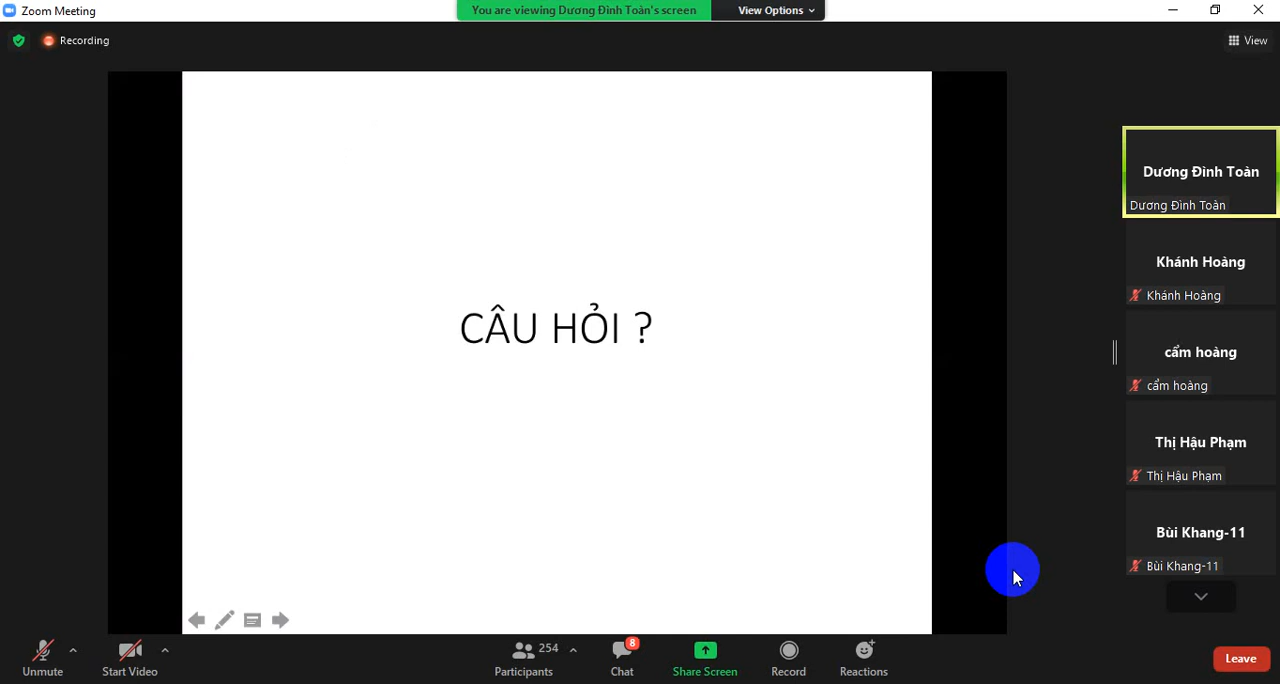 Zoom Meeting
You are viewing Dương Đình Toàn's screen
View Options
Recording
View
CÂU HỎI ?
Dương Đình Toàn
Dương Đình Toàn
Khánh Hoàng
Khánh Hoàng
cẩm hoàng
cẩm hoàng
Thị Hậu Phạm
Thị Hậu Phạm
Bùi Khang-11
Bùi Khang-11
Unmute
Start Video
254
Participants
8
Chat
Share Screen
Record
Reactions
Leave